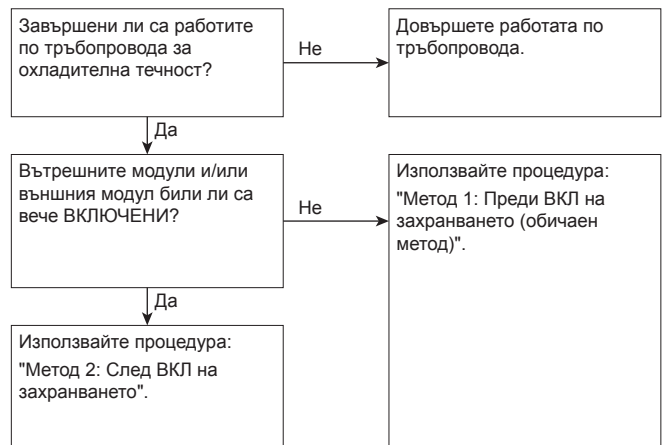 Завършени ли са работите
по тръбопровода за
охладителна течност?
Не
Довършете работата по
тръбопровода.
Да
Вътрешните модули и/или
външния модул били ли са
вече ВКЛЮЧЕНИ?
Не
Използвайте процедура:
"Метод 1: Преди ВКЛ на
захранването (обичаен
метод)".
Да
Използвайте процедура:
"Метод 2: След ВКЛ на
захранването".